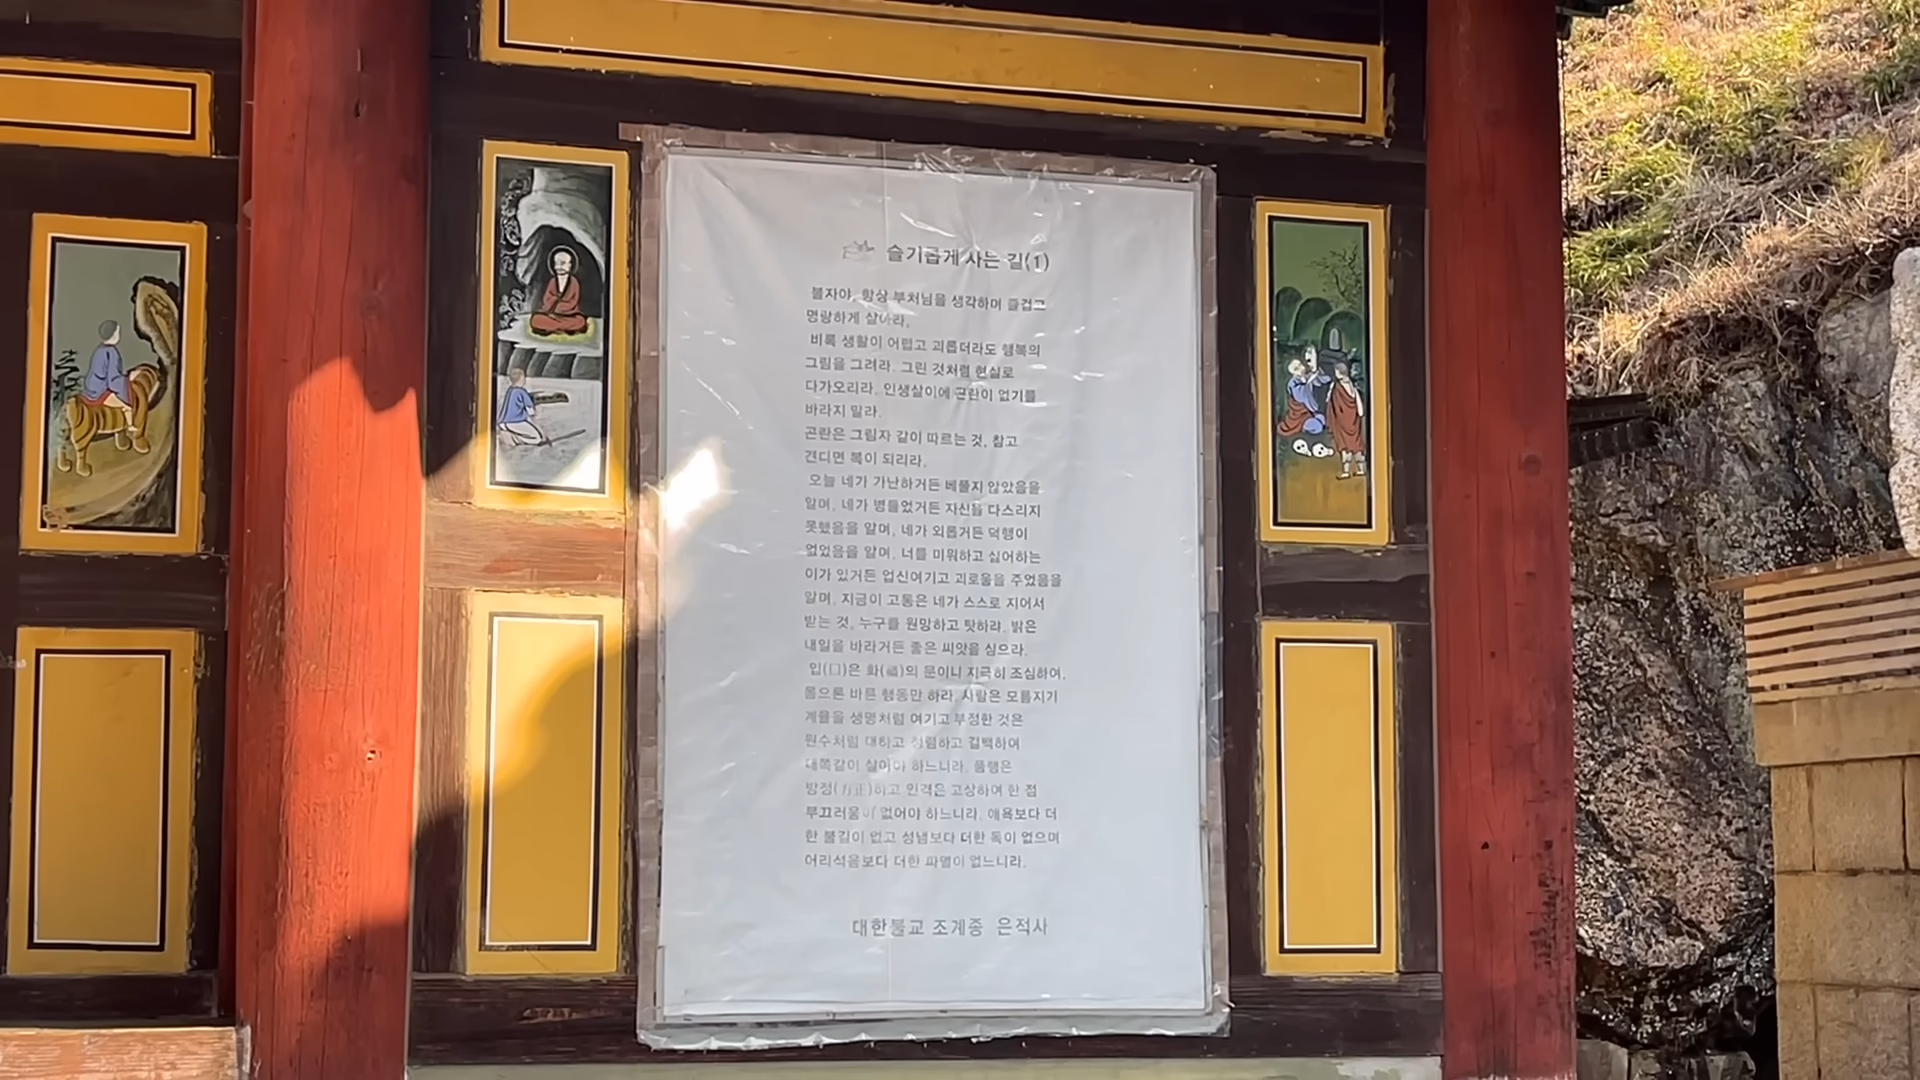 슬기롭게 사는 길(1)
불자야, 항상 부처님을 생각하며 즐겁고
명랑하게 살아라.
비록 생활이 어렵고 괴롭더라도 행복의
그림을 그려라. 그린 것처럼 현실로
다가오리라. 인생살이에 곤란이 없기를
바라지 말라.
곤란은 그림자 같이 따르는 것, 참고
견디면 복이 되리라.
오늘 네가 가난하거든 베풀지 않았음을
알며, 네가 병들었거든 자신을 다스리지
못했음을 알며, 네가 외롭거든 덕행이
없었음을 알며, 너를 미워하고 싫어하는
이가 있거든 업신여기고 괴로움을 주었음을
알며, 지금이 고통은 네가 스스로 지어서
받는 것, 누구를 원망하고 탓하랴. 밝은
내일을 바라거든 좋은 씨앗을 심으라.
입(口)은 화(禍)의 문이니 지극히 조심하여,
몸으론 바른 행동만 하라. 사람은 모름지기
계율을 생명처럼 여기고 부정한 것은
원수처럼 대하고 청렴하고 결백하여
대쪽같이 살아야 하느니라. 품행은
방정(方正)하고 인격은 고상하여 한 점
부끄러움이 없어야 하느니라. 애욕보다 더
한 불길이 없고 성냄보다 더한 독이 없으며
어리석음보다 더한 파멸이 없느니라.
대한불교 조계종 은적사